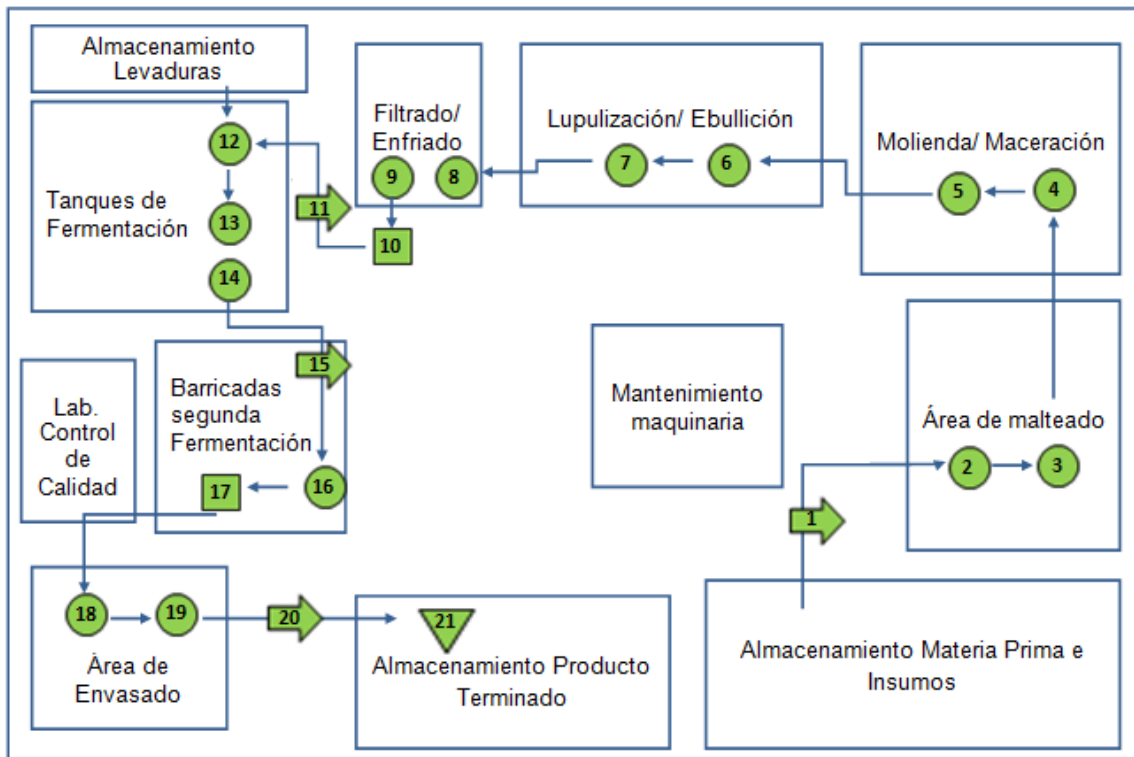 Almacenamiento
Levaduras
12
Tanques de
Fermentación
13
14
11
Filtrado/
Enfriado
9
8
10
Lupulización/ Ebullición
7
6
Molienda/ Maceración
5
4
Lab.
Control
de
Calidad
15
Barricadas
segunda
Fermentación
17
16
Mantenimiento
maquinaria
Área de malteado
2
3
1
18
19
Área de
Envasado
20
21
Almacenamiento Producto
Terminado
Almacenamiento Materia Prima e
Insumos